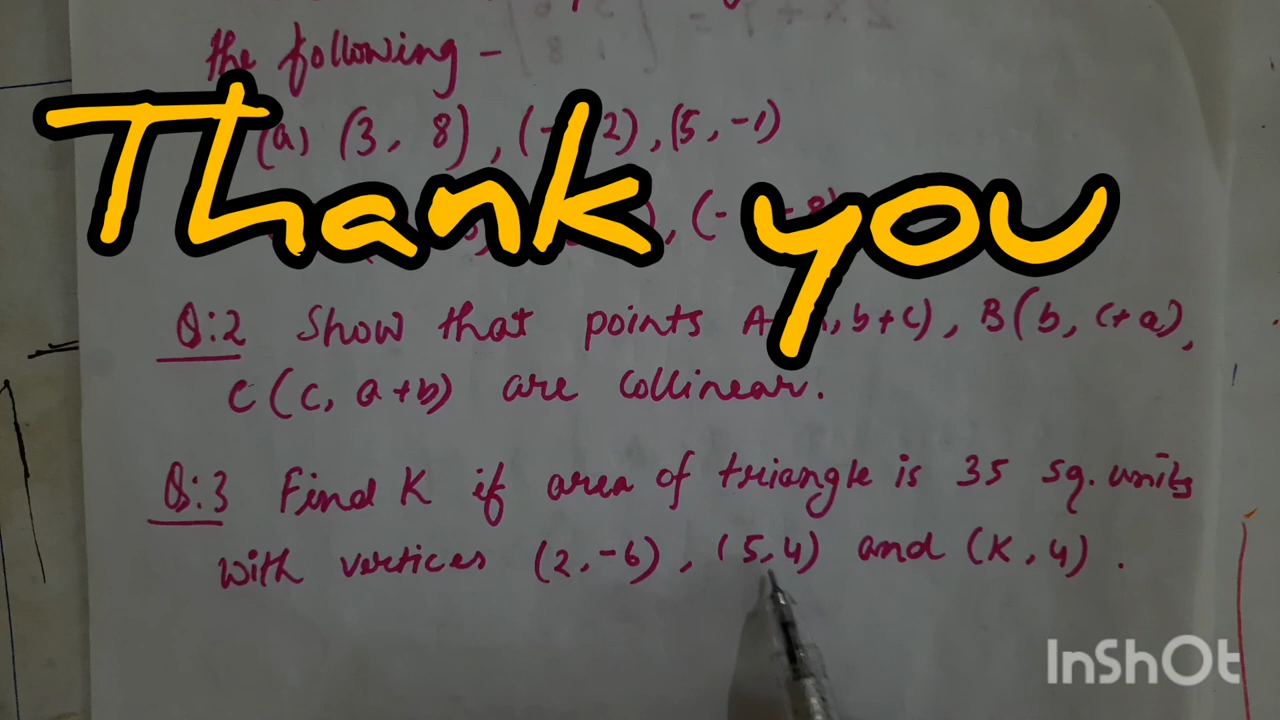 the following -
Thank you
(a) (3, 8), (5, -1)
Q:2 Show that points b+c), B(b, c+a),
C(c, a+b) are collinear.
Q:3 Find K if area of triangle is 35 sq. units
with vertices (2,-6), (5,4) and (K, 4).
InShOt